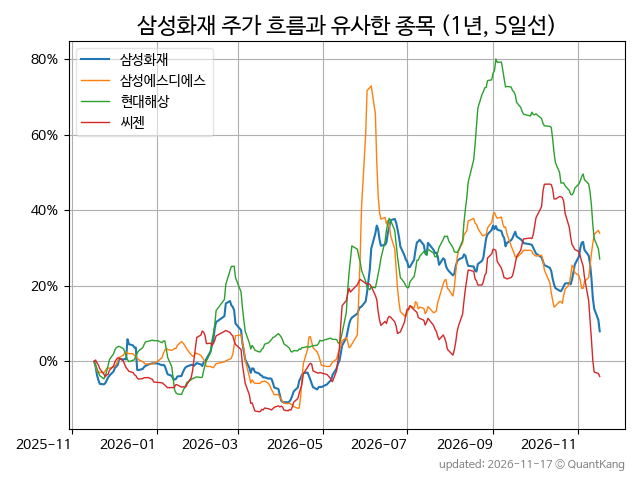 삼성화재 주가 흐름과 유사한 종목 (1년, 5일선)
80%
60%
40%
20%
0%
삼성화재
삼성에스디에스
현대해상
씨젠
2025-11 2026-01 2026-03 2026-05 2026-07 2026-09 2026-11
updated: 2026-11-17 © QuantKang